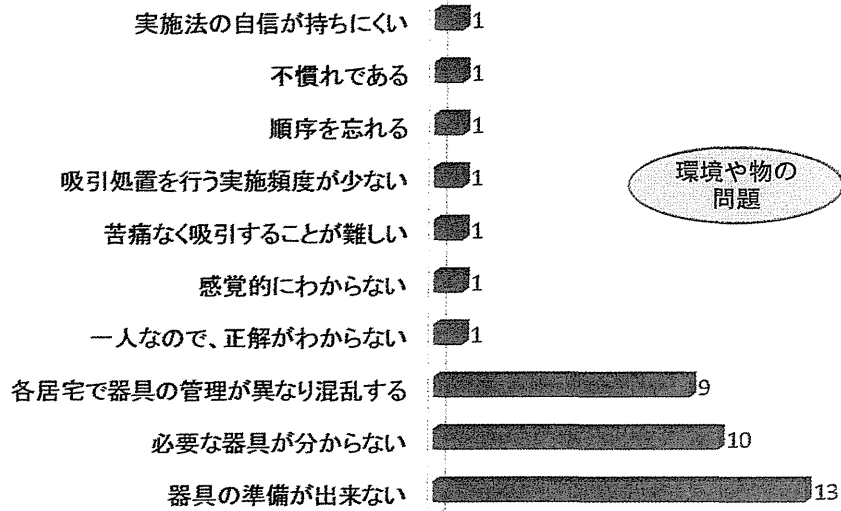 実施法の自信が持ちにくい 1
不慣れである 1
順序を忘れる 1
吸引処置を行う実施頻度が少ない 1
環境や物の
問題
苦痛なく吸引することが難しい 1
感覚的にわからない 1
一人なので、正解がわからない 1
各居宅で器具の管理が異なり混乱する 9
必要な器具が分からない 10
器具の準備が出来ない 13